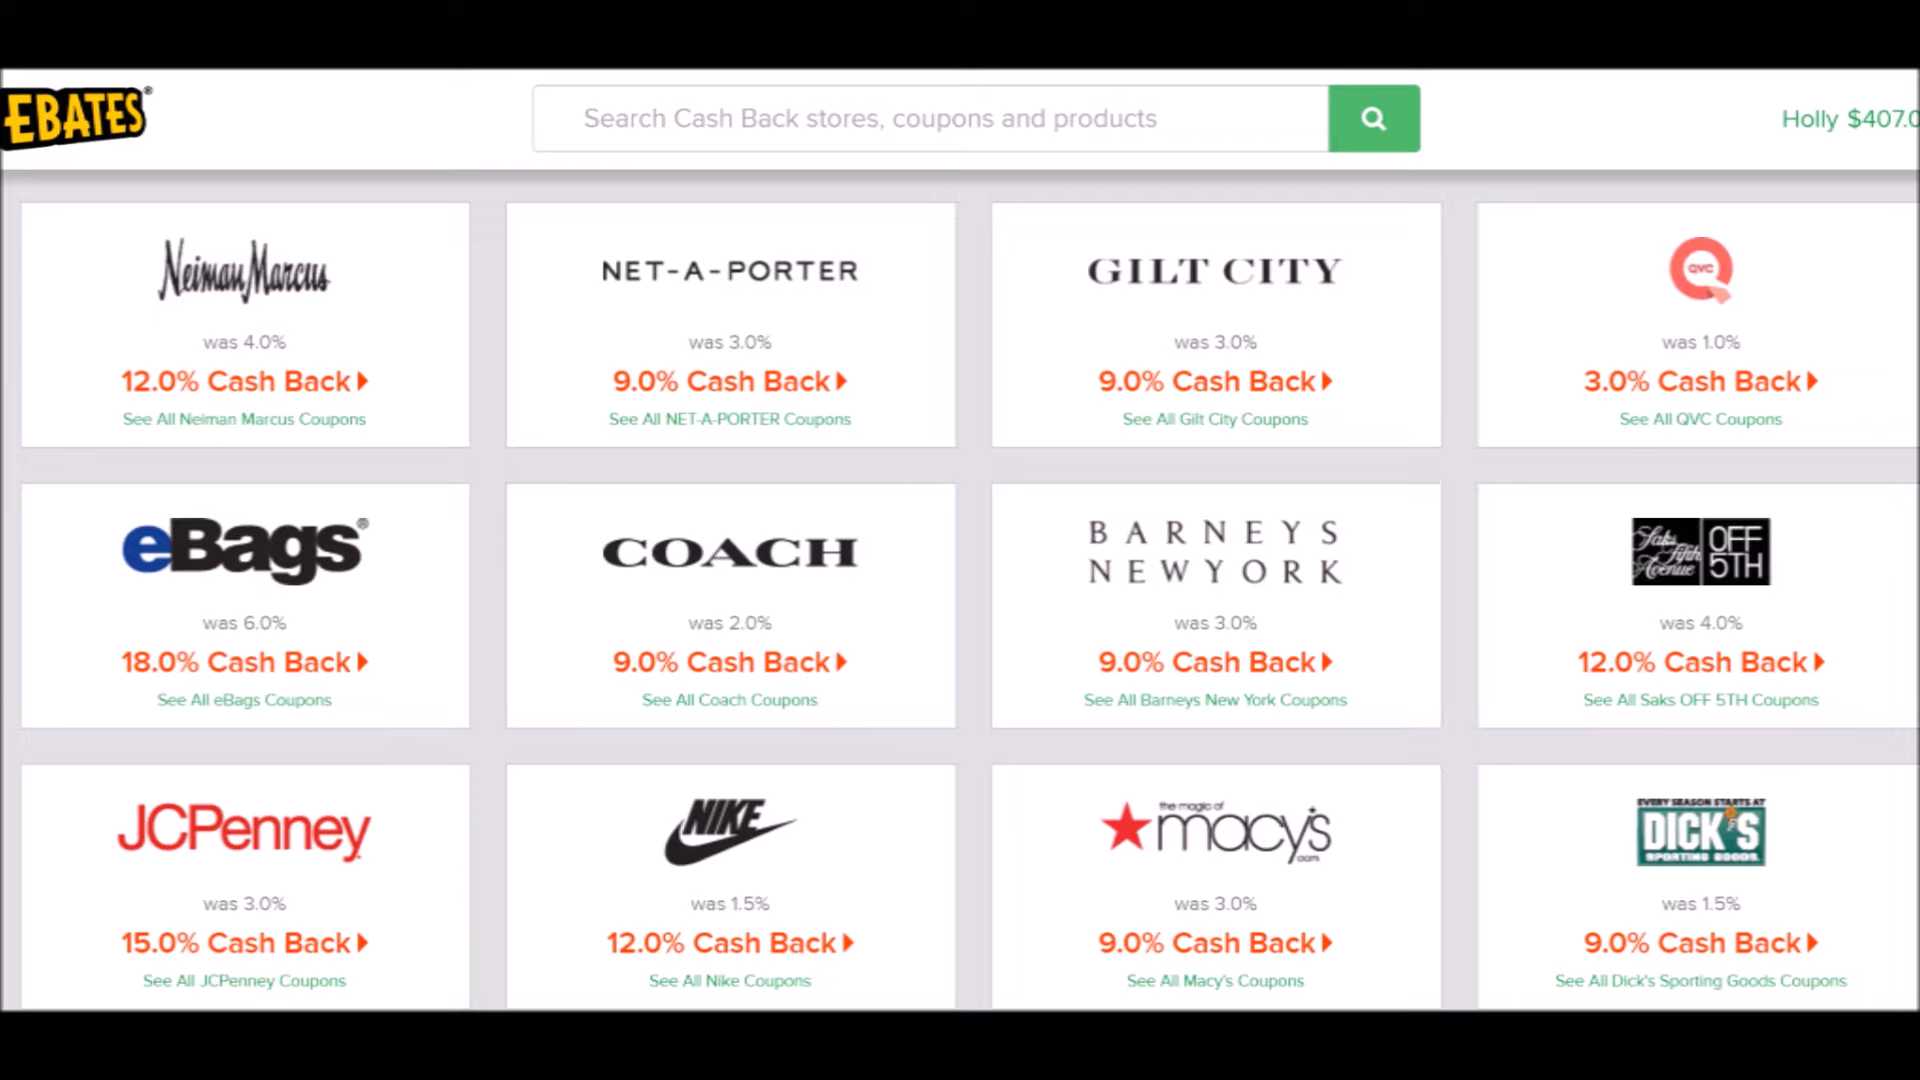 EBATES®
Search Cash Back stores, coupons and products
Holly $407.0
Neiman Marcus
was 4.0%
12.0% Cash Back
See All Neiman Marcus Coupons
NET-A-PORTER
was 3.0%
9.0% Cash Back
See All NET-A-PORTER Coupons
GILT CITY
was 3.0%
9.0% Cash Back
See All Gilt City Coupons
QVC
was 1.0%
3.0% Cash Back
See All QVC Coupons
eBags®
was 6.0%
18.0% Cash Back
See All eBags Coupons
COACH
was 2.0%
9.0% Cash Back
See All Coach Coupons
BARNEYS
NEWYORK
was 3.0%
9.0% Cash Back
See All Barneys New York Coupons
Saks OFF
fifth 5TH
Avenue
was 4.0%
12.0% Cash Back
See All Saks OFF 5TH Coupons
JCPenney
was 3.0%
15.0% Cash Back
See All JCPenney Coupons
NIKE
was 1.5%
12.0% Cash Back
See All Nike Coupons
the magic of
macy's
.com
was 3.0%
9.0% Cash Back
See All Macy's Coupons
EVERY SEASON STARTS AT
DICK'S
SPORTING GOODS
was 1.5%
9.0% Cash Back
See All Dick's Sporting Goods Coupons